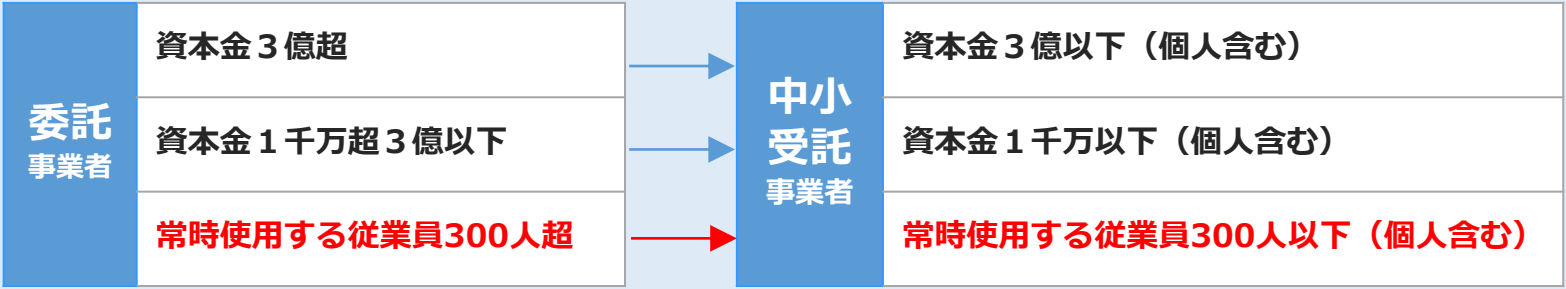 委託
事業者
資本金３億超
資本金１千万超３億以下
常時使用する従業員300人超
中小
受託
事業者
資本金３億以下（個人含む）
資本金１千万以下（個人含む）
常時使用する従業員300人以下（個人含む）